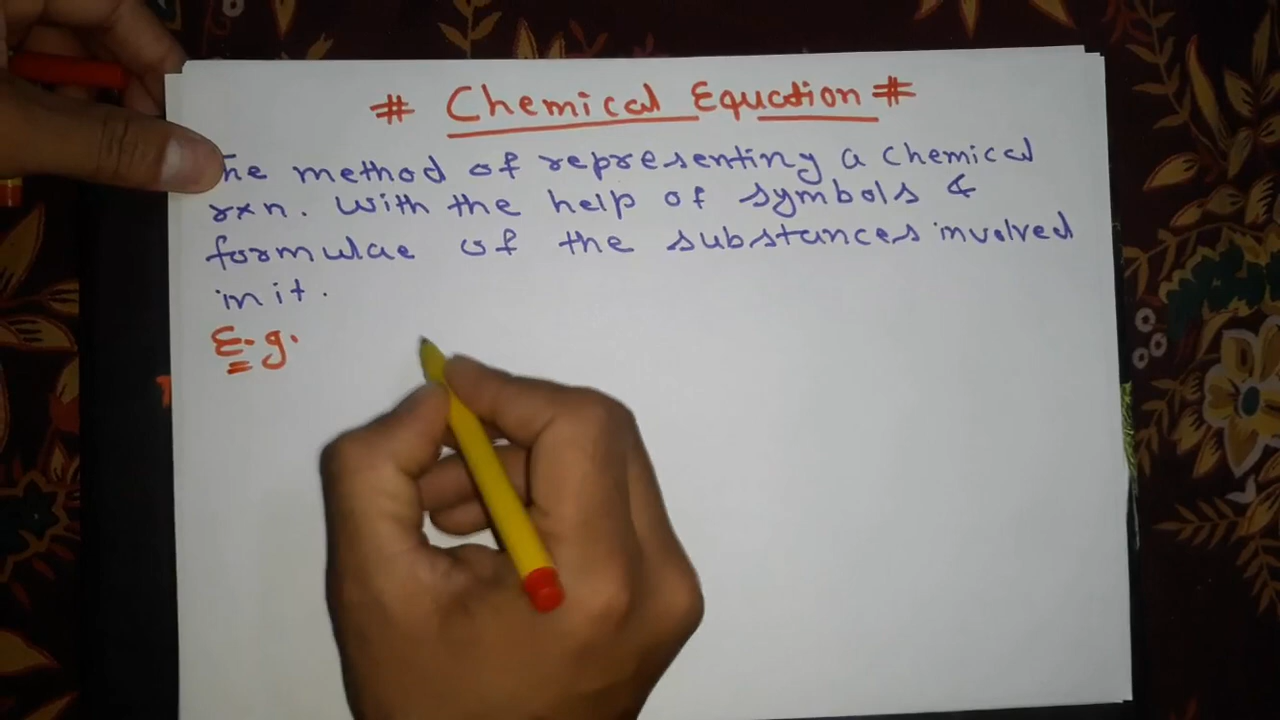 # Chemical Equation #
The method of representing a chemical
rxn. With the help of symbols &
formulae of the substances involved
in it.
E.g.